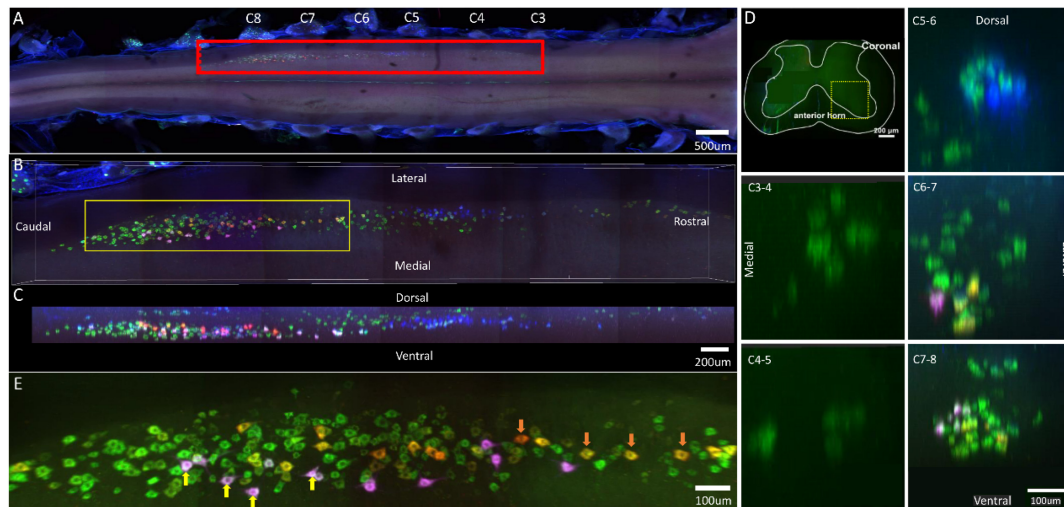 A
C8 C7 C6 C5 C4 C3
500um
B
Lateral
Caudal
Rostral
Medial
C
Dorsal
Ventral
200um
E
100um
D
Coronal
anterior horn
200 µm
C5-6
Dorsal
C3-4
Medial
C6-7
C4-5
C7-8
Ventral
100um